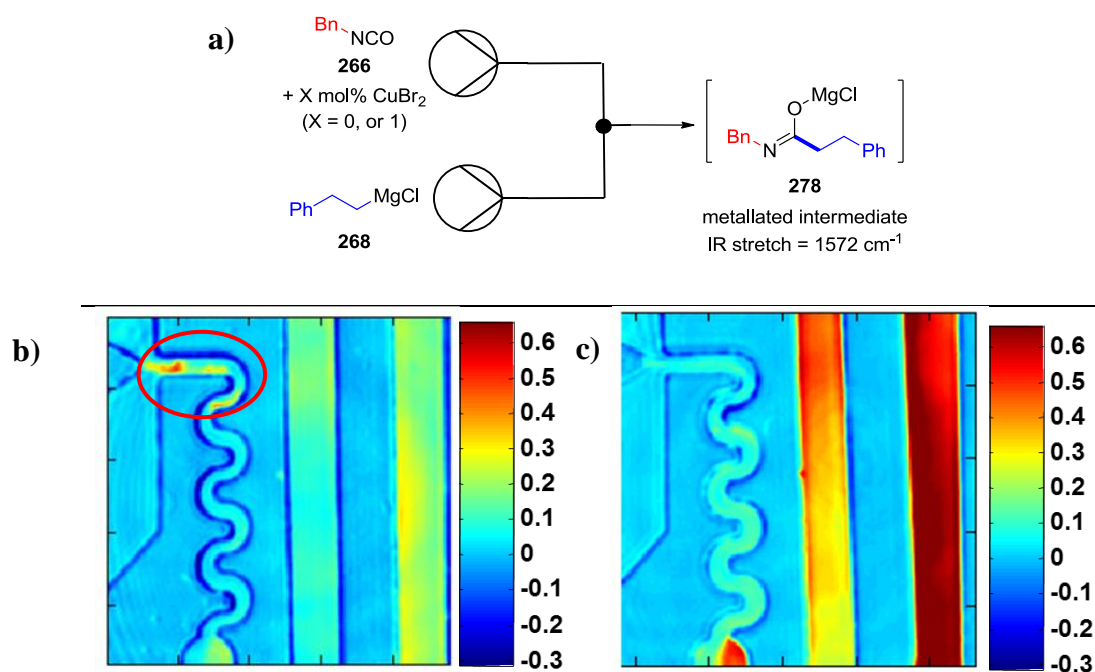 a)
Bn
NCO
266
+ X mol% CuBr₂
(X = 0, or 1)
Ph
MgCl
268
O
MgCl
Bn
N
Ph
278
metallated intermediate
IR stretch = 1572 cm⁻¹
b)
0.6
0.5
0.4
0.3
0.2
0.1
0
-0.1
-0.2
-0.3
c)
0.6
0.5
0.4
0.3
0.2
0.1
0
-0.1
-0.2
-0.3